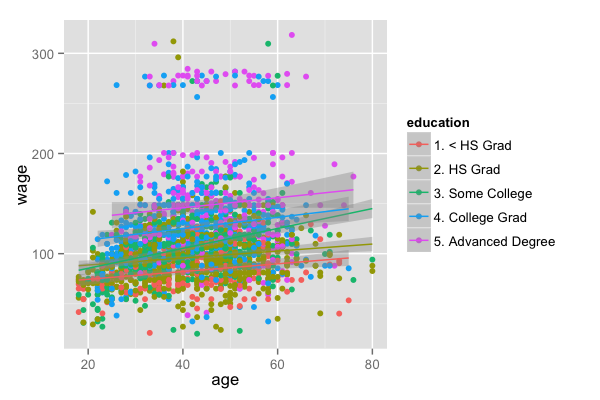 300
200
100
wage
20 40 60 80
age
education
1. < HS Grad
2. HS Grad
3. Some College
4. College Grad
5. Advanced Degree